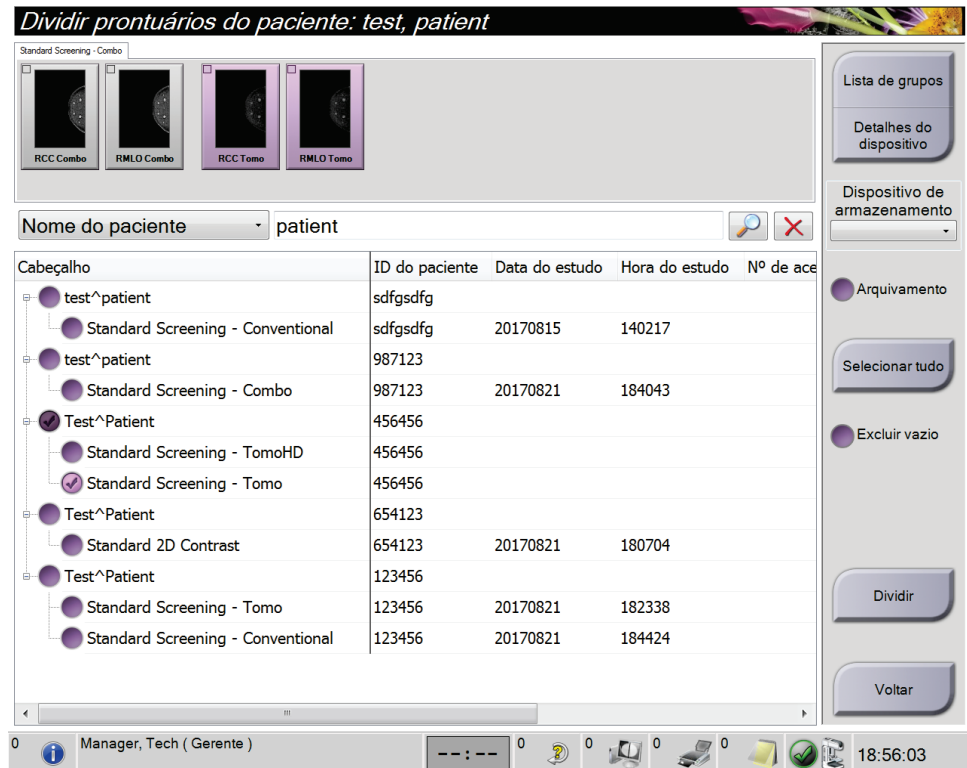 Dividir prontuários do paciente: test, patient
Standard Screening - Combo
RCC Combo RMLO Combo RCC Tomo RMLO Tomo
Lista de grupos
Detalhes do
dispositivo
Dispositivo de
armazenamento
Nome do paciente patient
Cabeçalho ID do paciente Data do estudo Hora do estudo Nº de ace
test^patient sdfgsdfg
Standard Screening - Conventional sdfgsdfg 20170815 140217
test^patient 987123
Standard Screening - Combo 987123 20170821 184043
Test^Patient 456456
Standard Screening - TomoHD 456456
Standard Screening - Tomo 456456
Test^Patient 654123
Standard 2D Contrast 654123 20170821 180704
Test^Patient 123456
Standard Screening - Tomo 123456 20170821 182338
Standard Screening - Conventional 123456 20170821 184424
Arquivamento
Selecionar tudo
Excluir vazio
Dividir
Voltar
0 Manager, Tech ( Gerente ) --:-- 0 0 0 0 18:56:03